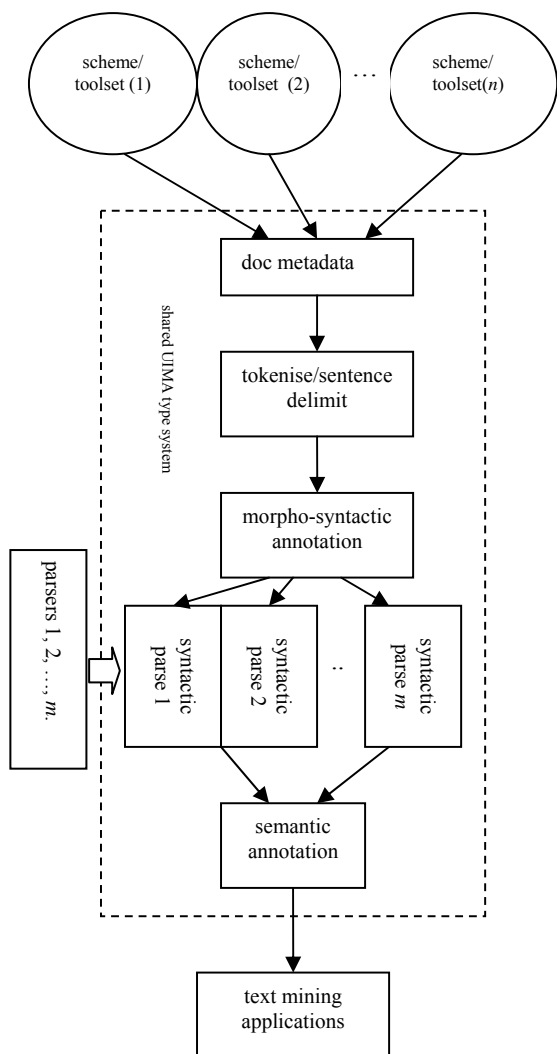 scheme/
toolset (1)
scheme/
toolset (2)
...
scheme/
toolset(n)
doc metadata
shared UIMA type system
tokenise/sentence
delimit
morpho-syntactic
annotation
parsers 1, 2, ..., m.
syntactic
parse 1
syntactic
parse 2
..
syntactic
parse m
semantic
annotation
text mining
applications